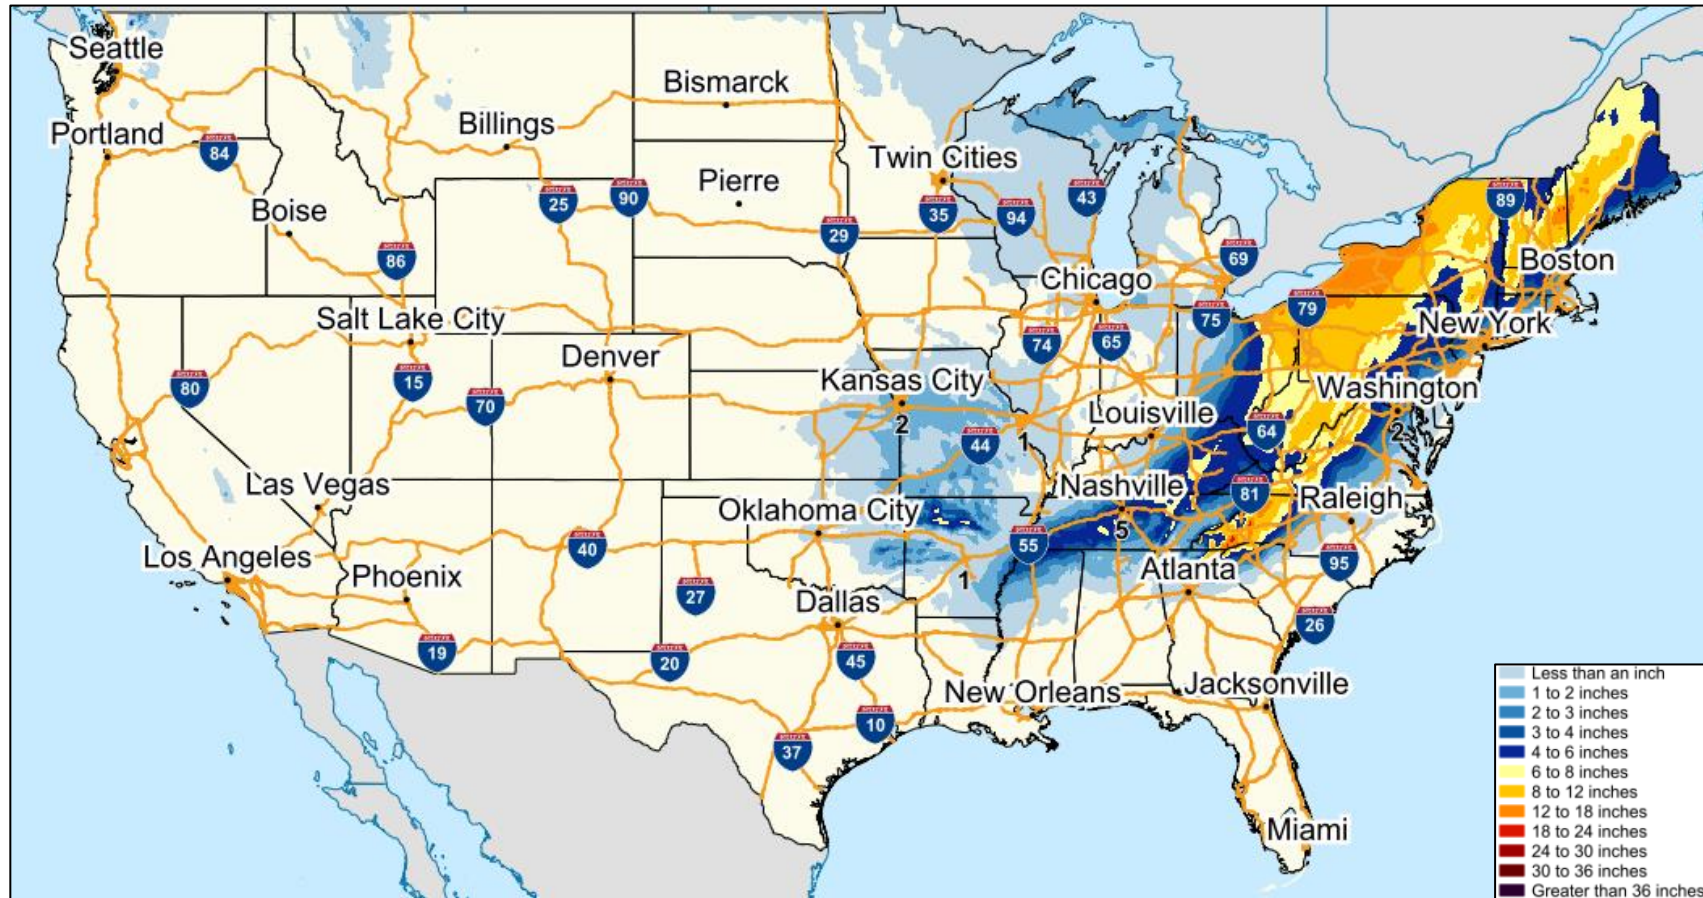 Seattle
Bismarck
Portland
Billings
84
Twin Cities
Pierre
25
90
43
Boise
35
94
89
29
86
69
Boston
Chicago
79
Salt Lake City
75
New York
74
65
Denver
80
15
Kansas City
Washington
70
2
Louisville
64
2
44
1
Las Vegas
Nashville
81
Raleigh
Oklahoma City
2
5
40
55
Los Angeles
95
Phoenix
1
Atlanta
27
Dallas
26
19
20
45
New Orleans
Jacksonville
10
37
Miami
Less than an inch
1 to 2 inches
2 to 3 inches
3 to 4 inches
4 to 6 inches
6 to 8 inches
8 to 12 inches
12 to 18 inches
18 to 24 inches
24 to 30 inches
30 to 36 inches
Greater than 36 inches